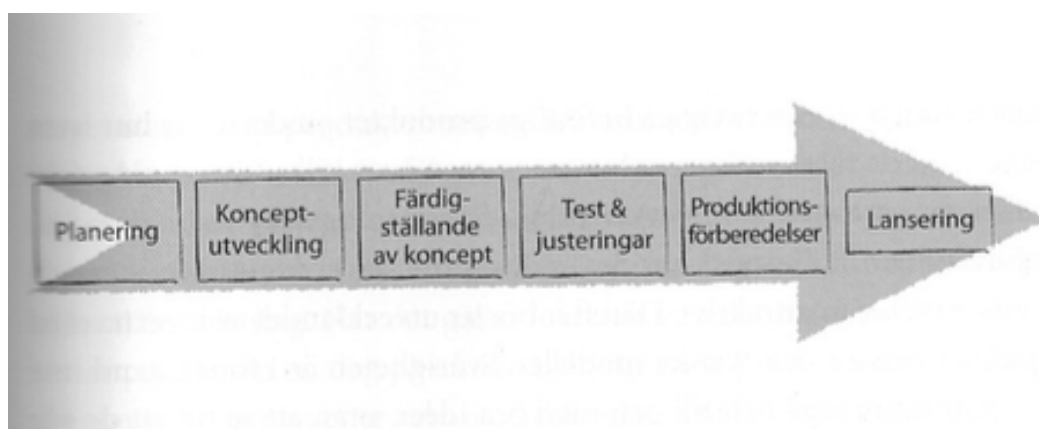 Planering
Koncept-
utveckling
Färdig-
ställande
av koncept
Test &
justeringar
Produktions-
förberedelser
Lansering